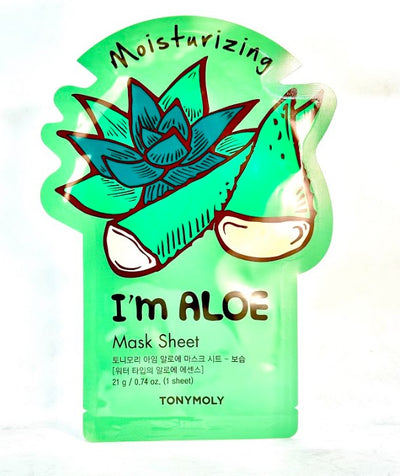 Moisturizing
I'm ALOE
Mask Sheet
토니모리 아임 알로에 마스크 시트 - 보습
[워터 타입의 알로에 에센스]
21 g / 0.74 oz. (1 sheet)
TONYMOLY